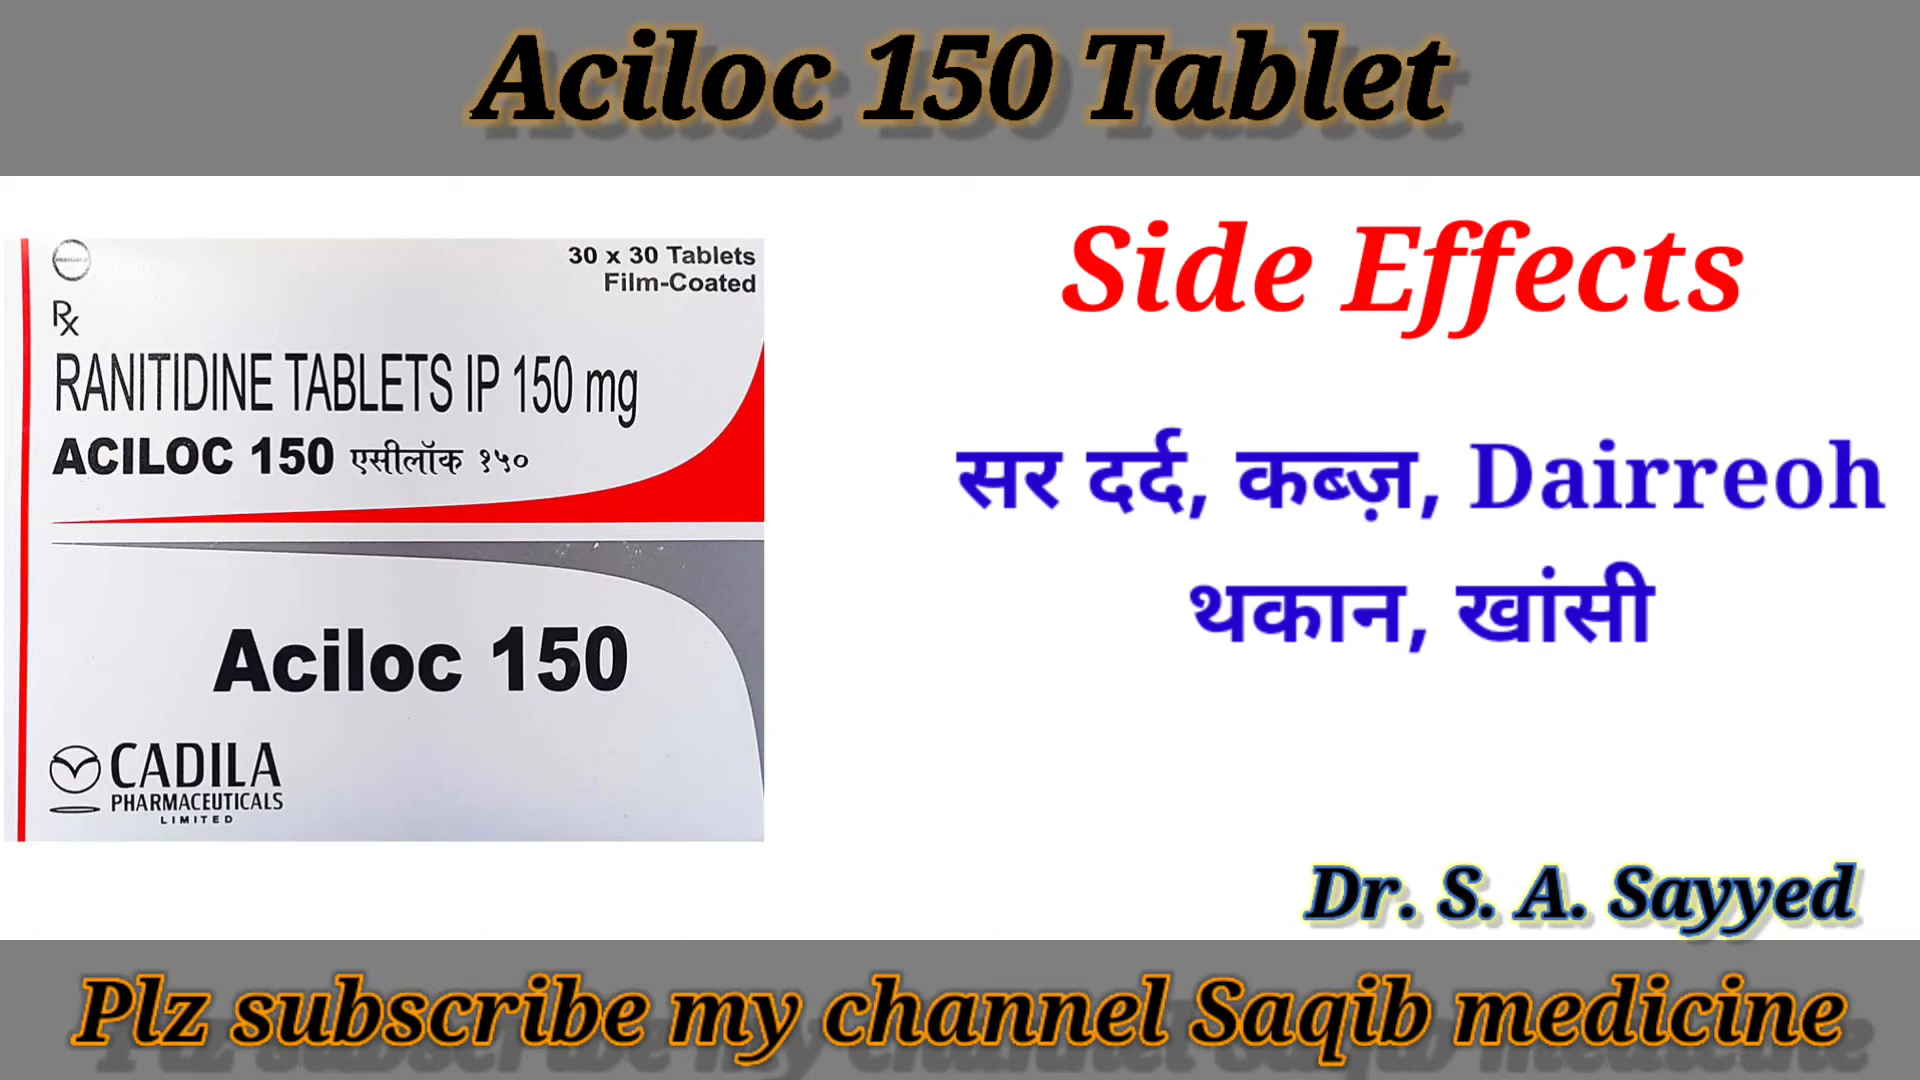 Aciloc 150 Tablet
30 x 30 Tablets
Film-Coated
Rx
RANITIDINE TABLETS IP 150 mg
ACILOC 150 एसीलॉक १५०
Aciloc 150
CADILA
PHARMACEUTICALS
LIMITED
Side Effects
सर दर्द, कब्ज़, Dairreoh
थकान, खांसी
Dr. S. A. Sayyed
Plz subscribe my channel Saqib medicine